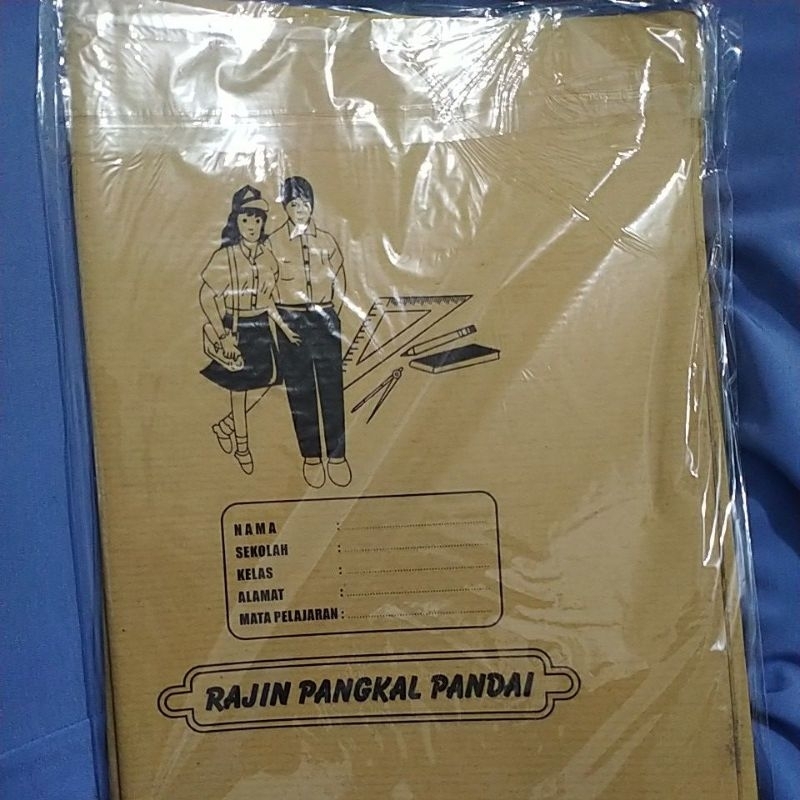 NAMA :
SEKOLAH :
KELAS :
ALAMAT :
MATA PELAJARAN :
RAJIN PANGKAL PANDAI